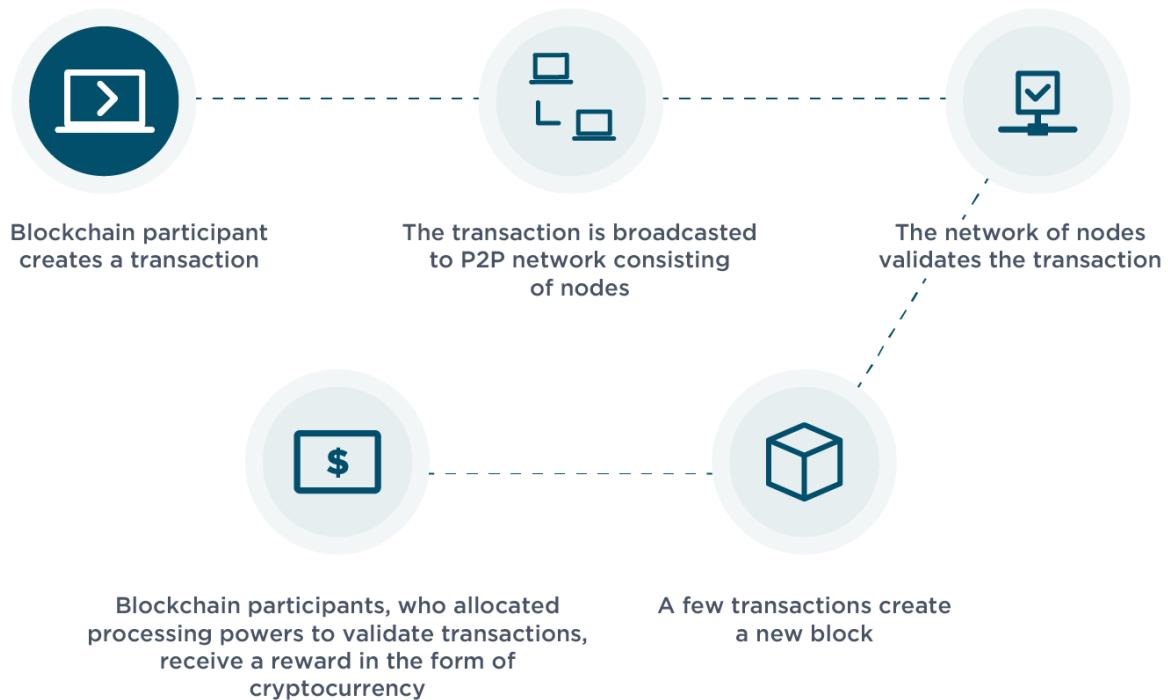 Blockchain participant
creates a transaction
The transaction is broadcasted
to P2P network consisting
of nodes
The network of nodes
validates the transaction
$
Blockchain participants, who allocated
processing powers to validate transactions,
receive a reward in the form of
cryptocurrency
A few transactions create
a new block